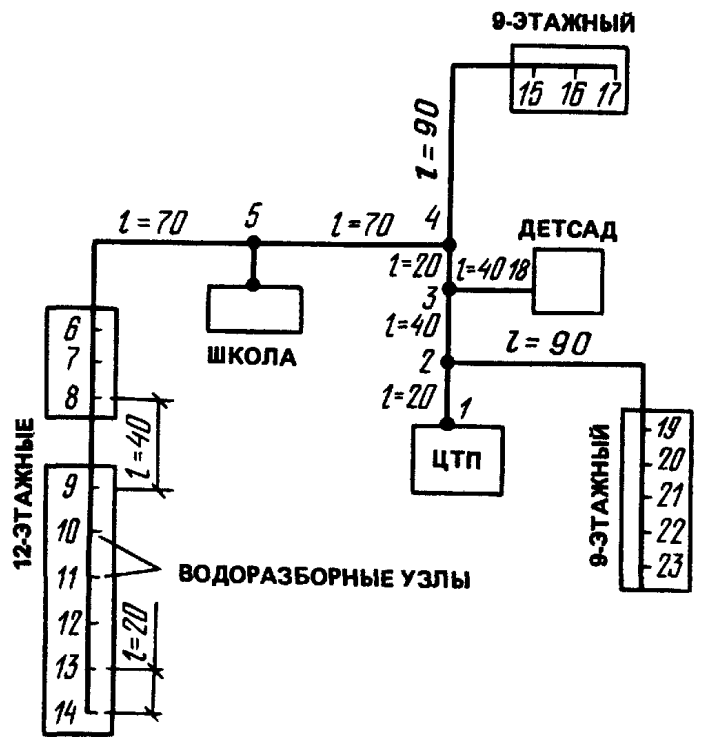 9-ЭТАЖНЫЙ
15 16 17
l=90
l=70
5
l=70
4
ДЕТСАД
l=20
l=40 18
3
ШКОЛА
l=40
2
l=90
l=20
1
ЦТП
6
7
8
l=40
12-ЭТАЖНЫЕ
9
10
11
ВОДОРАЗБОРНЫЕ УЗЛЫ
12
l=20
13
14
9-ЭТАЖНЫЙ
19
20
21
22
23